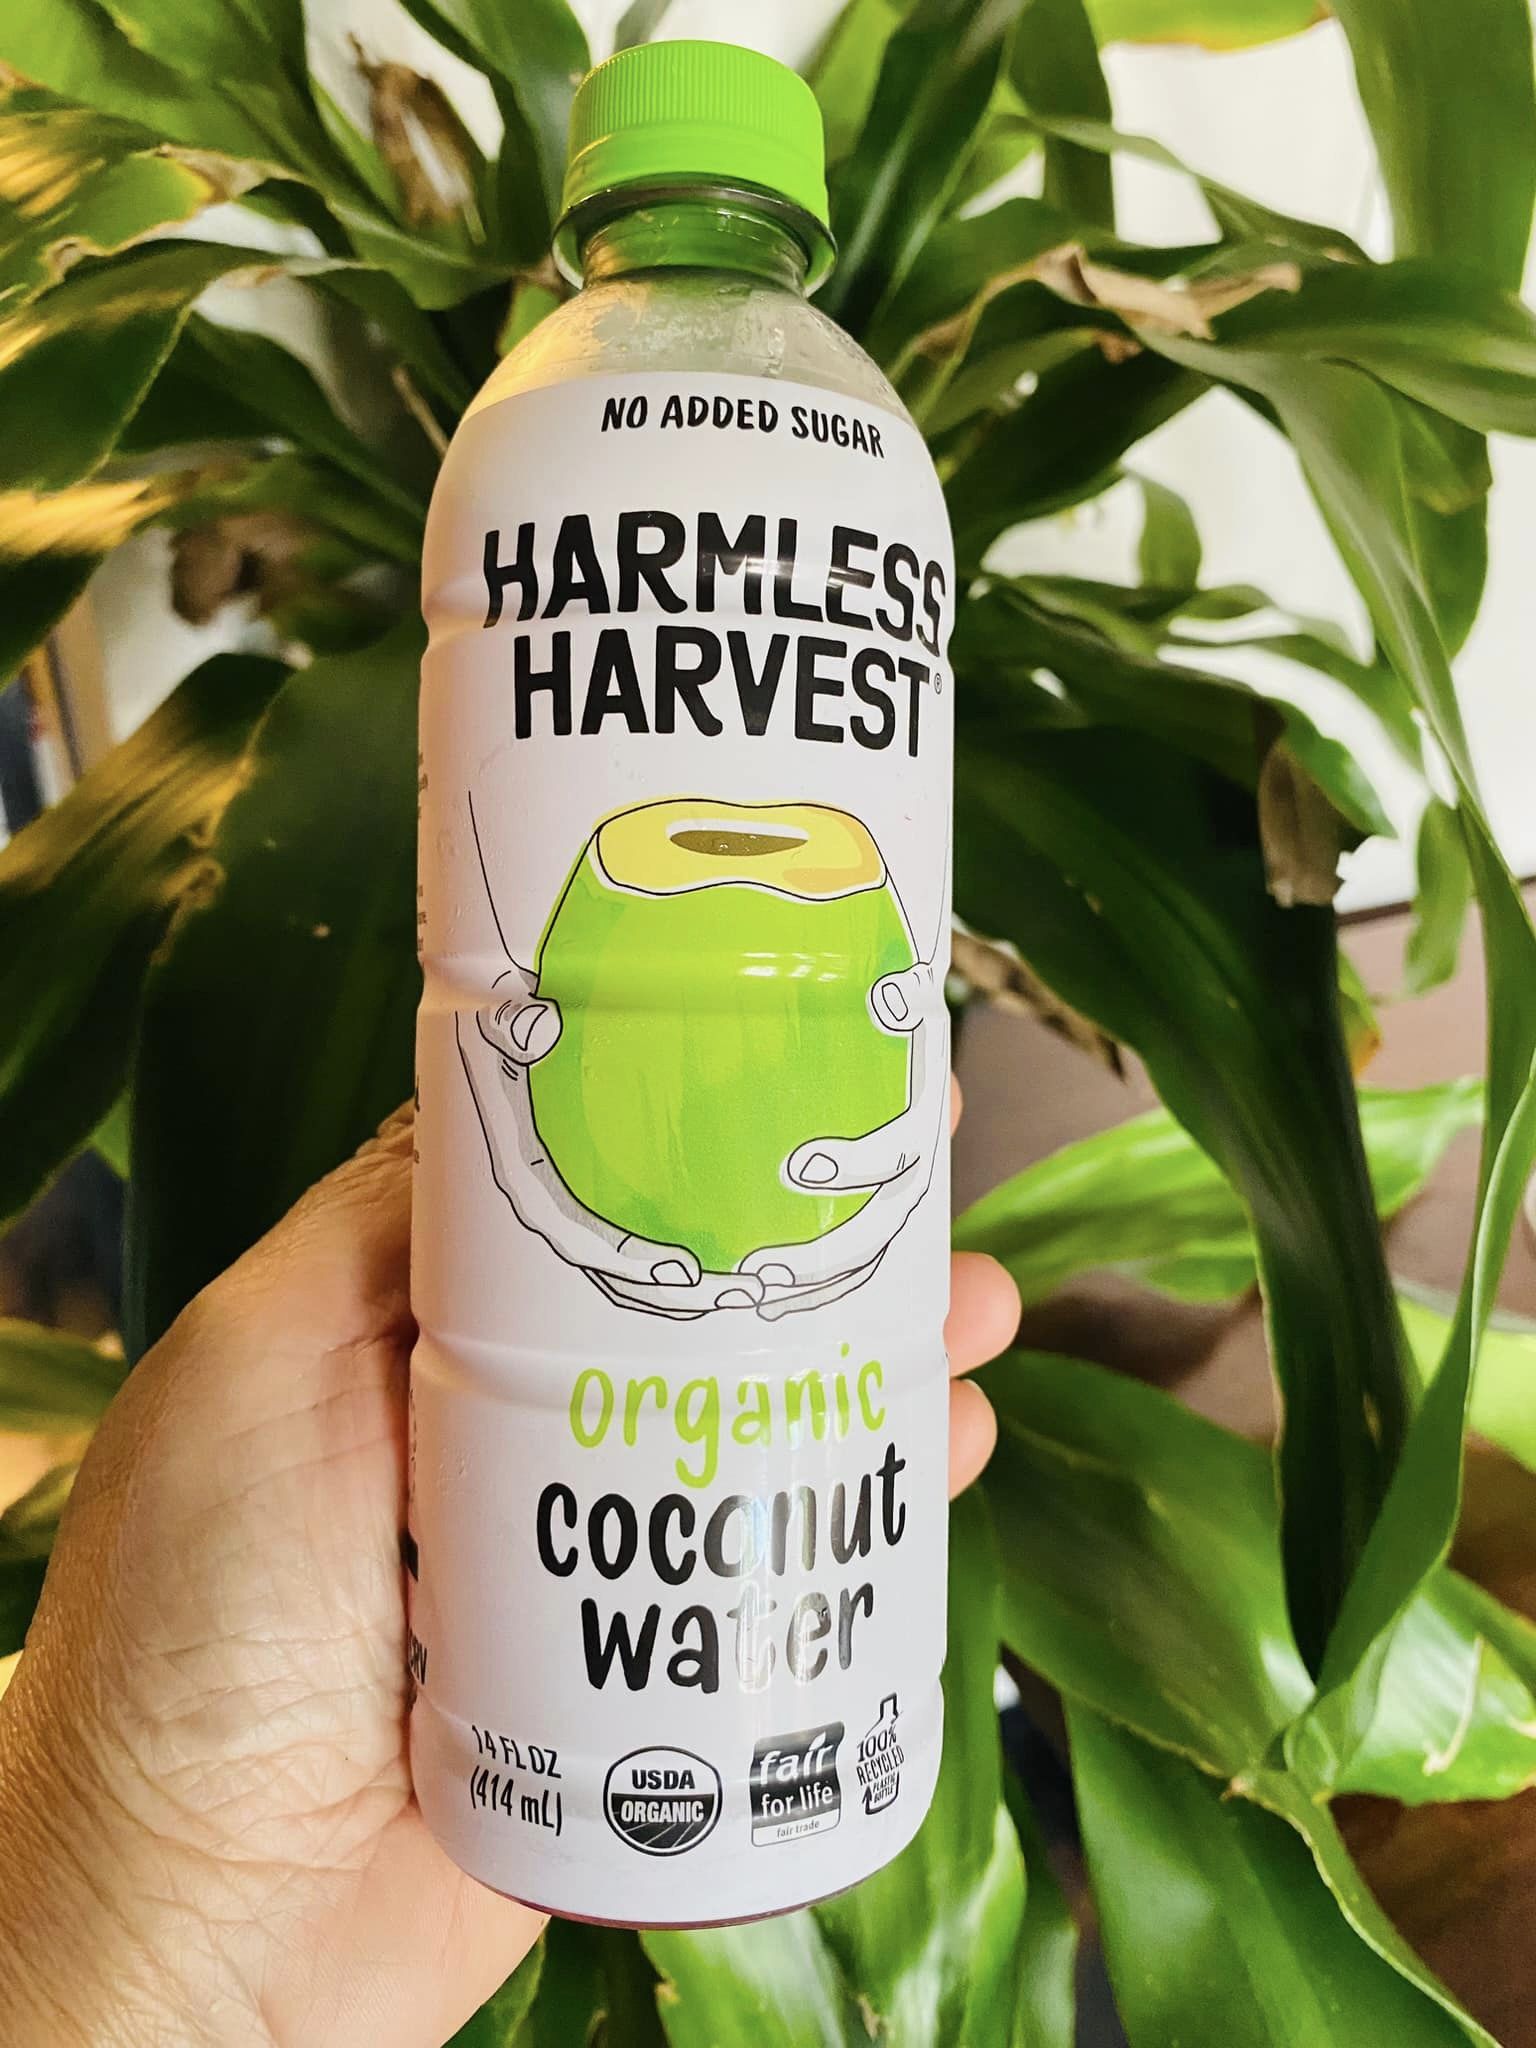 NO ADDED SUGAR
HARMLESS
HARVEST®
organic
coconut
water
14 FL OZ
(414 mL)
USDA
ORGANIC
fair
for life
fair trade
100%
RECYCLED
PLASTIC
BOTTLE